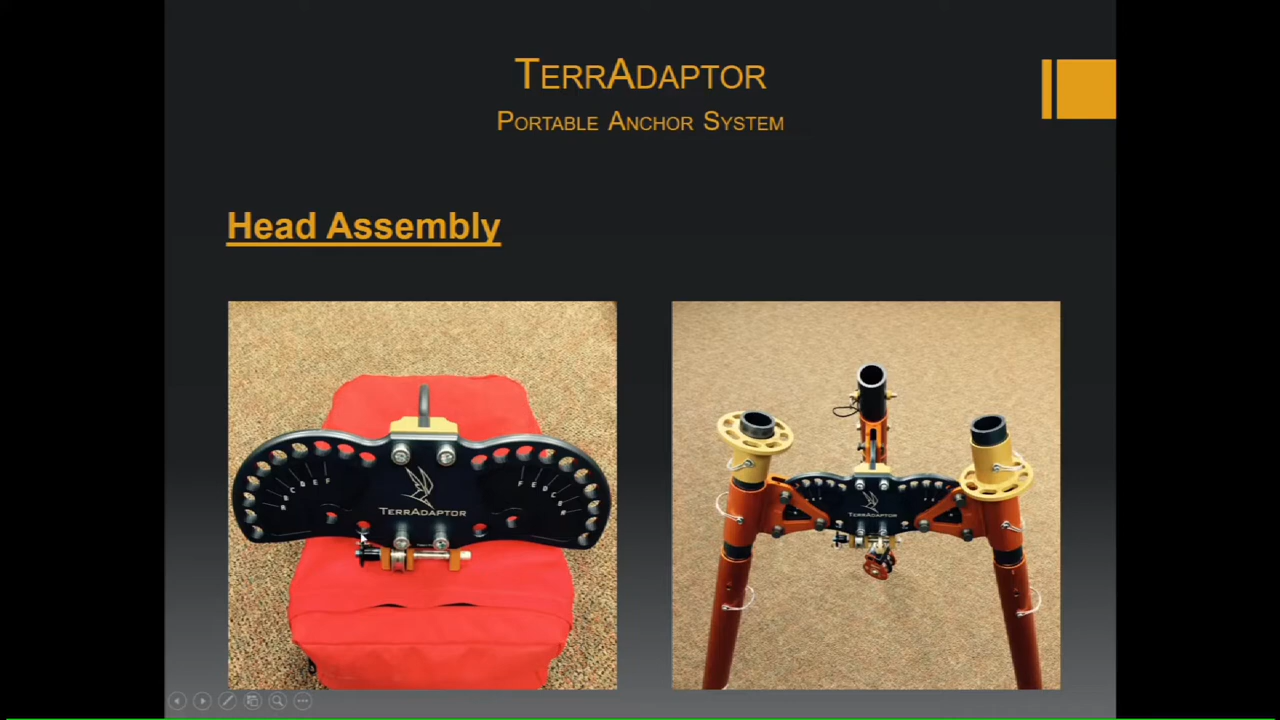 TERRADAPTOR
PORTABLE ANCHOR SYSTEM
Head Assembly
A B C D E F
F E D C B A
TERRADAPTOR
TERRADAPTOR